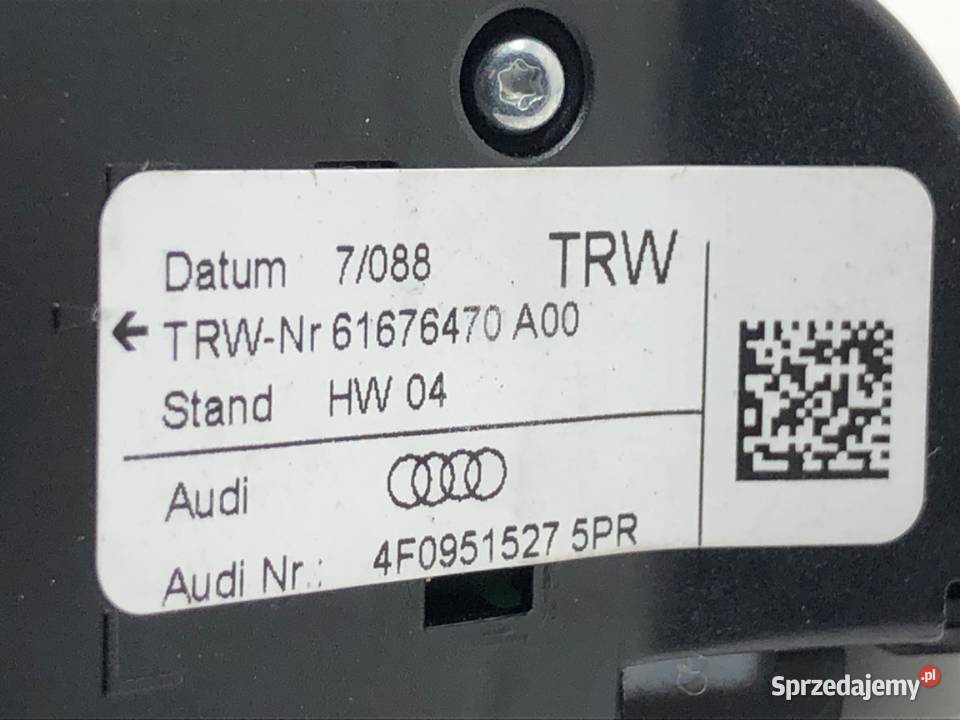 Datum 7/088 TRW
← TRW-Nr 61676470 A00
Stand HW 04
Audi
Audi Nr.: 4F0951527 5PR
Sprzedajemy.pl